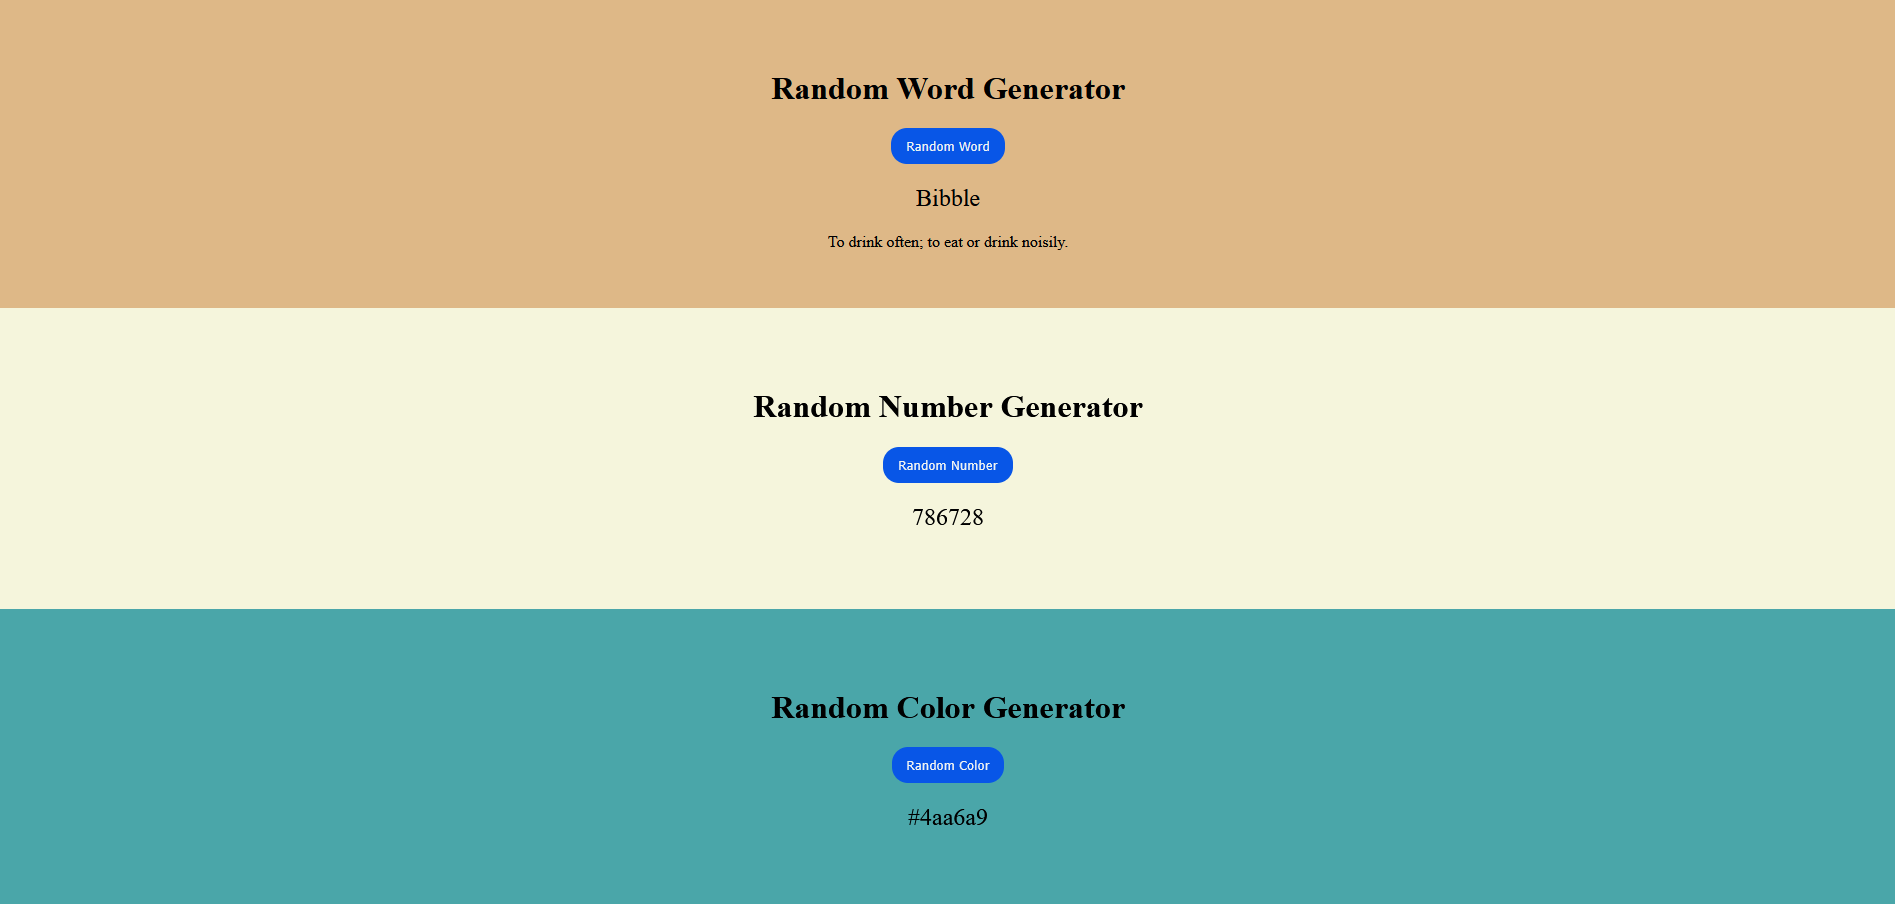 Random Word Generator
Random Word
Bibble
To drink often; to eat or drink noisily.
Random Number Generator
Random Number
786728
Random Color Generator
Random Color
#4aa6a9